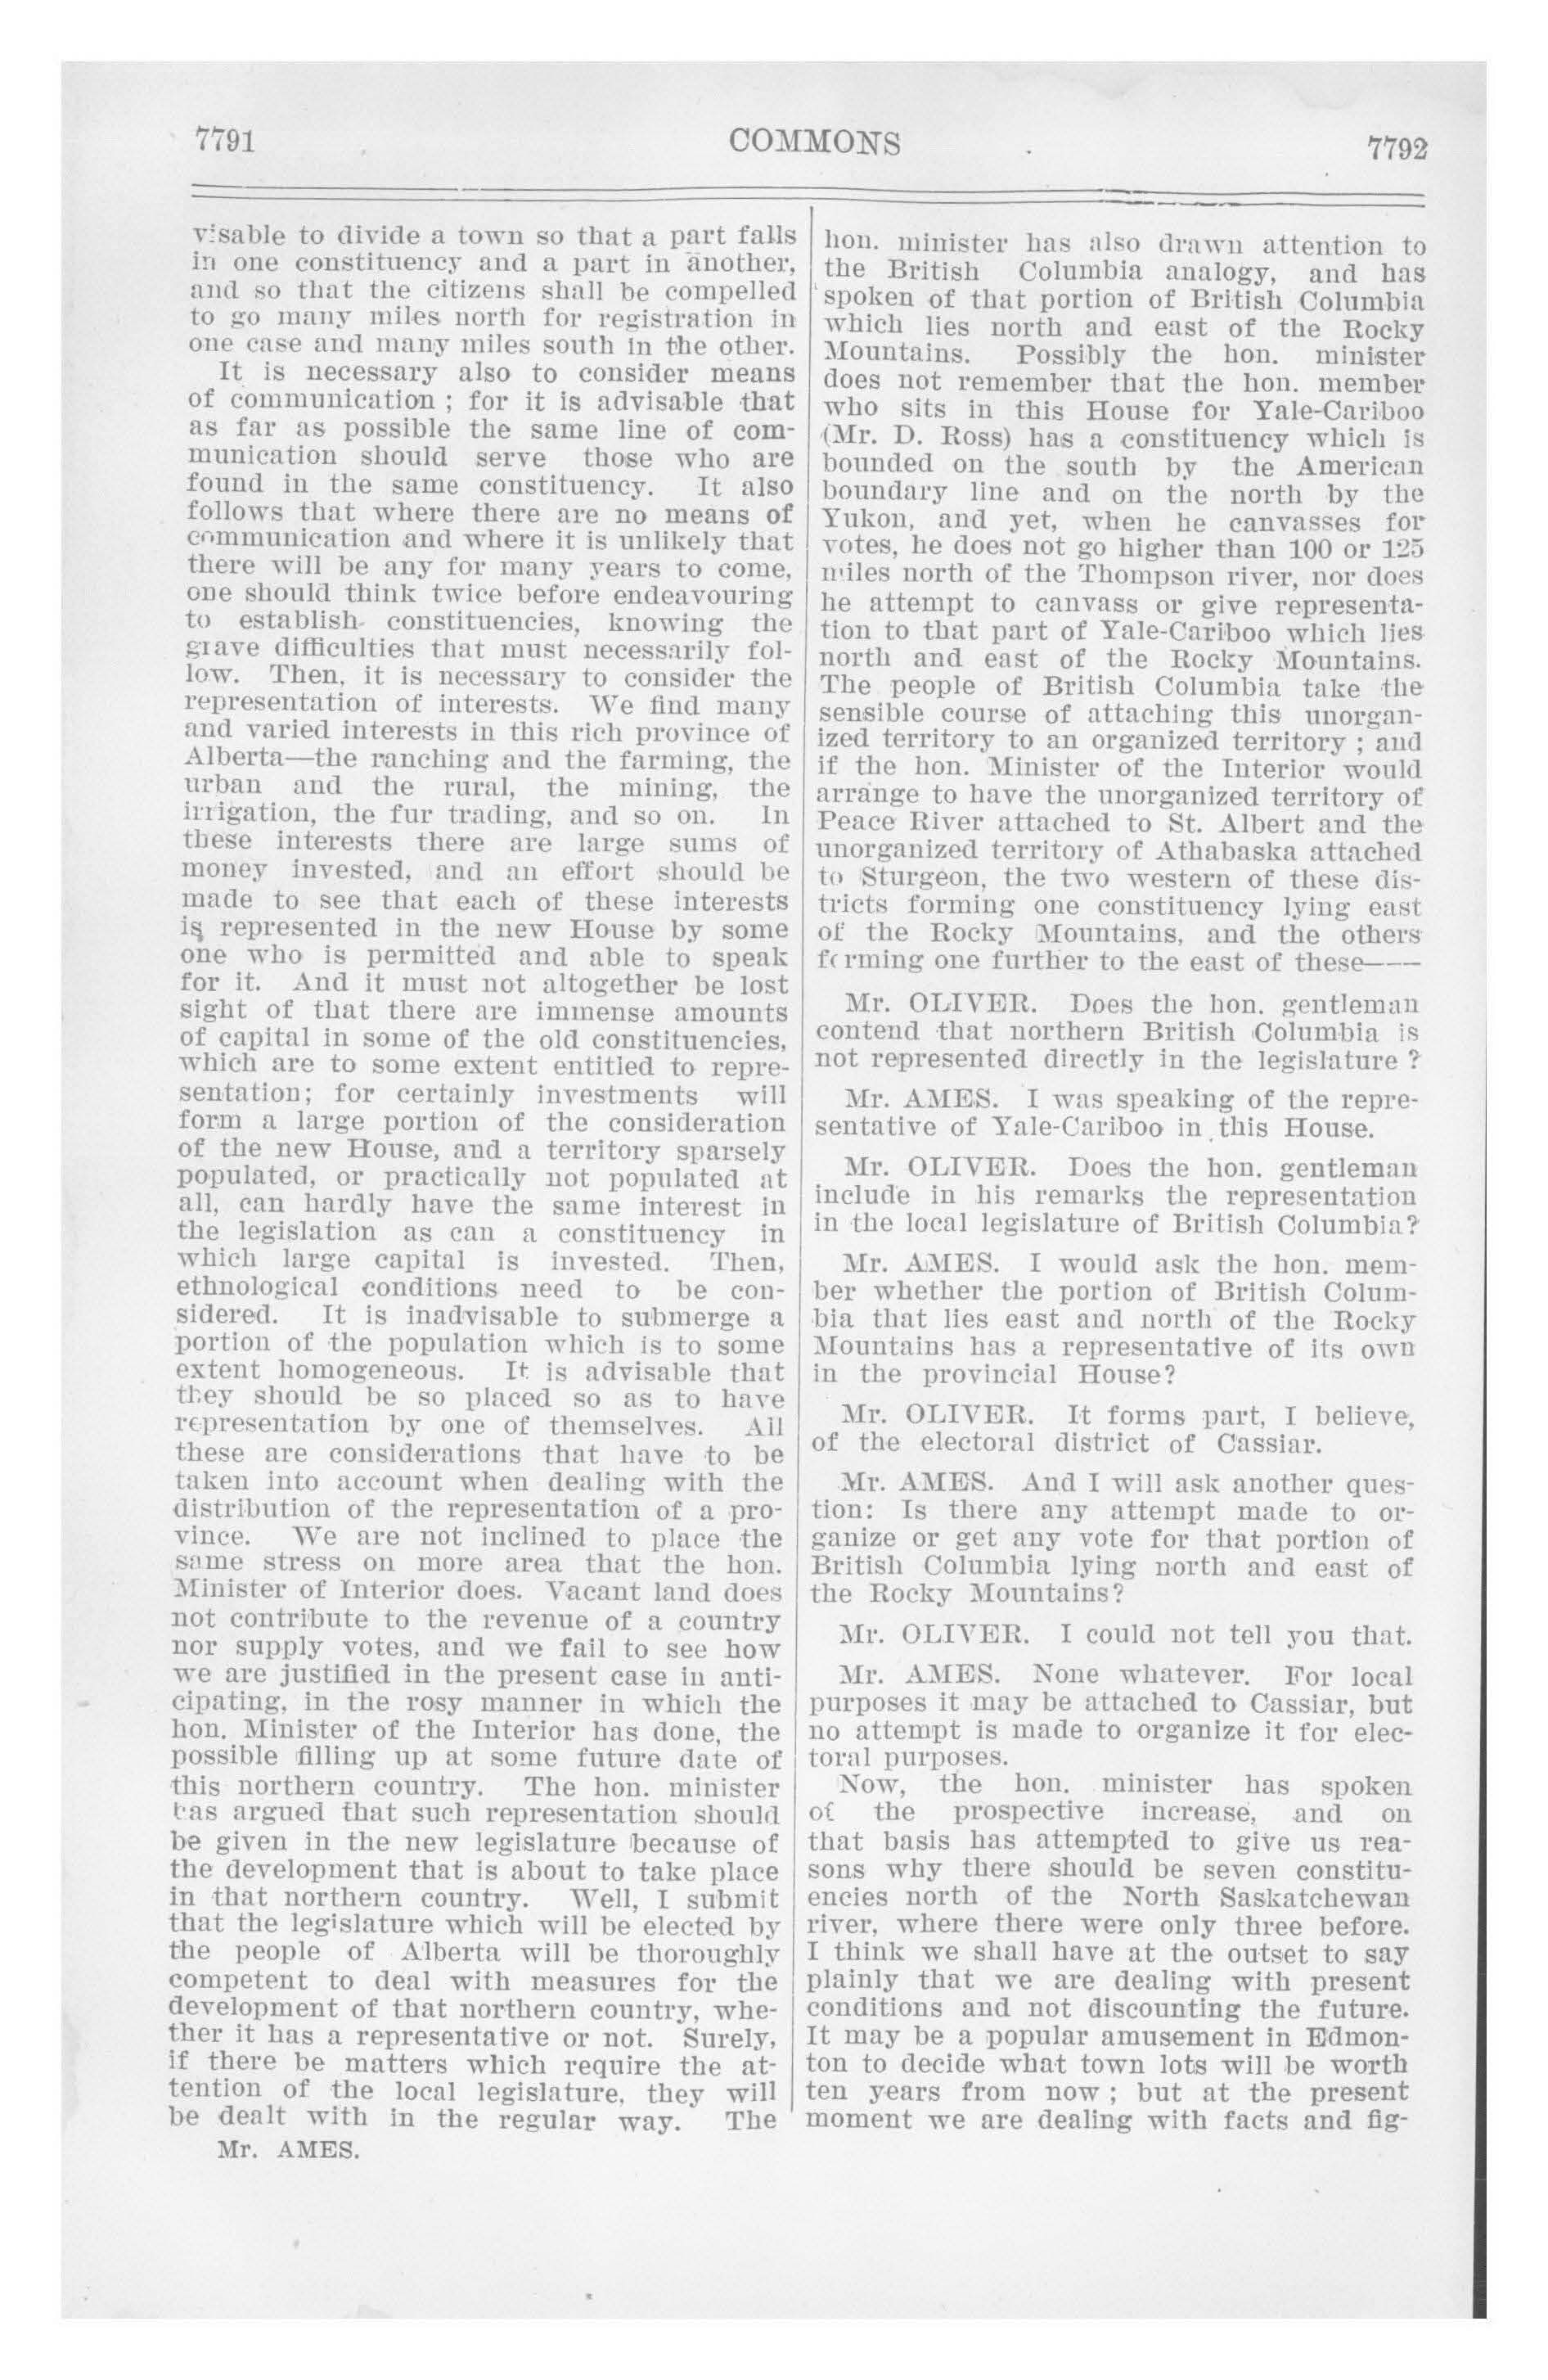 7791
COMMONS
7792
visable to divide a town so that a part falls
in one constituency and a part in another,
and so that the citizens shall be compelled
to go many miles north for registration in
one case and many miles south in the other.
It is necessary also to consider means
of communication ; for it is advisable that
as far as possible the same line of com-
munication should serve those who are
found in the same constituency. It also
follows that where there are no means of
communication and where it is unlikely that
there will be any for many years to come,
one should think twice before endeavouring
to establish constituencies, knowing the
grave difficulties that must necessarily fol-
low. Then, it is necessary to consider the
representation of interests. We find many
and varied interests in this rich province of
Alberta—the ranching and the farming, the
urban and the rural, the mining, the
irrigation, the fur trading, and so on. In
these interests there are large sums of
money invested, and an effort should be
made to see that each of these interests
is represented in the new House by some
one who is permitted and able to speak
for it. And it must not altogether be lost
sight of that there are immense amounts
of capital in some of the old constituencies,
which are to some extent entitled to repre-
sentation; for certainly investments will
form a large portion of the consideration
of the new House, and a territory sparsely
populated, or practically not populated at
all, can hardly have the same interest in
the legislation as can a constituency in
which large capital is invested. Then,
ethnological conditions need to be con-
sidered. It is inadvisable to submerge a
portion of the population which is to some
extent homogeneous. It is advisable that
they should be so placed so as to have
representation by one of themselves. All
these are considerations that have to be
taken into account when dealing with the
distribution of the representation of a pro-
vince. We are not inclined to place the
same stress on more area that the hon.
Minister of Interior does. Vacant land does
not contribute to the revenue of a country
nor supply votes, and we fail to see how
we are justified in the present case in anti-
cipating, in the rosy manner in which the
hon. Minister of the Interior has done, the
possible filling up at some future date of
this northern country. The hon. minister
has argued that such representation should
be given in the new legislature because of
the development that is about to take place
in that northern country. Well, I submit
that the legislature which will be elected by
the people of Alberta will be thoroughly
competent to deal with measures for the
development of that northern country, whe-
ther it has a representative or not. Surely,
if there be matters which require the at-
tention of the local legislature, they will
be dealt with in the regular way. The
Mr. AMES.
hon. minister has also drawn attention to
the British Columbia analogy, and has
spoken of that portion of British Columbia
which lies north and east of the Rocky
Mountains. Possibly the hon. minister
does not remember that the hon. member
who sits in this House for Yale-Cariboo
(Mr. D. Ross) has a constituency which is
bounded on the south by the American
boundary line and on the north by the
Yukon, and yet, when he canvasses for
votes, he does not go higher than 100 or 125
miles north of the Thompson river, nor does
he attempt to canvass or give representa-
tion to that part of Yale-Cariboo which lies
north and east of the Rocky Mountains.
The people of British Columbia take the
sensible course of attaching this unorgan-
ized territory to an organized territory ; and
if the hon. Minister of the Interior would
arrange to have the unorganized territory of
Peace River attached to St. Albert and the
unorganized territory of Athabaska attached
to Sturgeon, the two western of these dis-
tricts forming one constituency lying east
of the Rocky Mountains, and the others
forming one further to the east of these——
Mr. OLIVER. Does the hon. gentleman
contend that northern British Columbia is
not represented directly in the legislature ?
Mr. AMES. I was speaking of the repre-
sentative of Yale-Cariboo in this House.
Mr. OLIVER. Does the hon. gentleman
include in his remarks the representation
in the local legislature of British Columbia?
Mr. AMES. I would ask the hon. mem-
ber whether the portion of British Colum-
bia that lies east and north of the Rocky
Mountains has a representative of its own
in the provincial House?
Mr. OLIVER. It forms part, I believe,
of the electoral district of Cassiar.
Mr. AMES. And I will ask another ques-
tion: Is there any attempt made to or-
ganize or get any vote for that portion of
British Columbia lying north and east of
the Rocky Mountains?
Mr. OLIVER. I could not tell you that.
Mr. AMES. None whatever. For local
purposes it may be attached to Cassiar, but
no attempt is made to organize it for elec-
toral purposes.
Now, the hon. minister has spoken
of the prospective increase, and on
that basis has attempted to give us rea-
sons why there should be seven constitu-
encies north of the North Saskatchewan
river, where there were only three before.
I think we shall have at the outset to say
plainly that we are dealing with present
conditions and not discounting the future.
It may be a popular amusement in Edmon-
ton to decide what town lots will be worth
ten years from now ; but at the present
moment we are dealing with facts and fig-